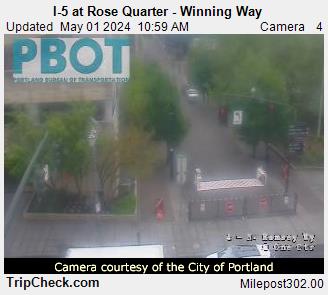 I-5 at Rose Quarter - Winning Way
Updated May 01 2024 10:59 AM Camera 4
PBOT
PORTLAND BUREAU OF TRANSPORTATION
Camera courtesy of the City of Portland
TripCheck.com Milepost302.00